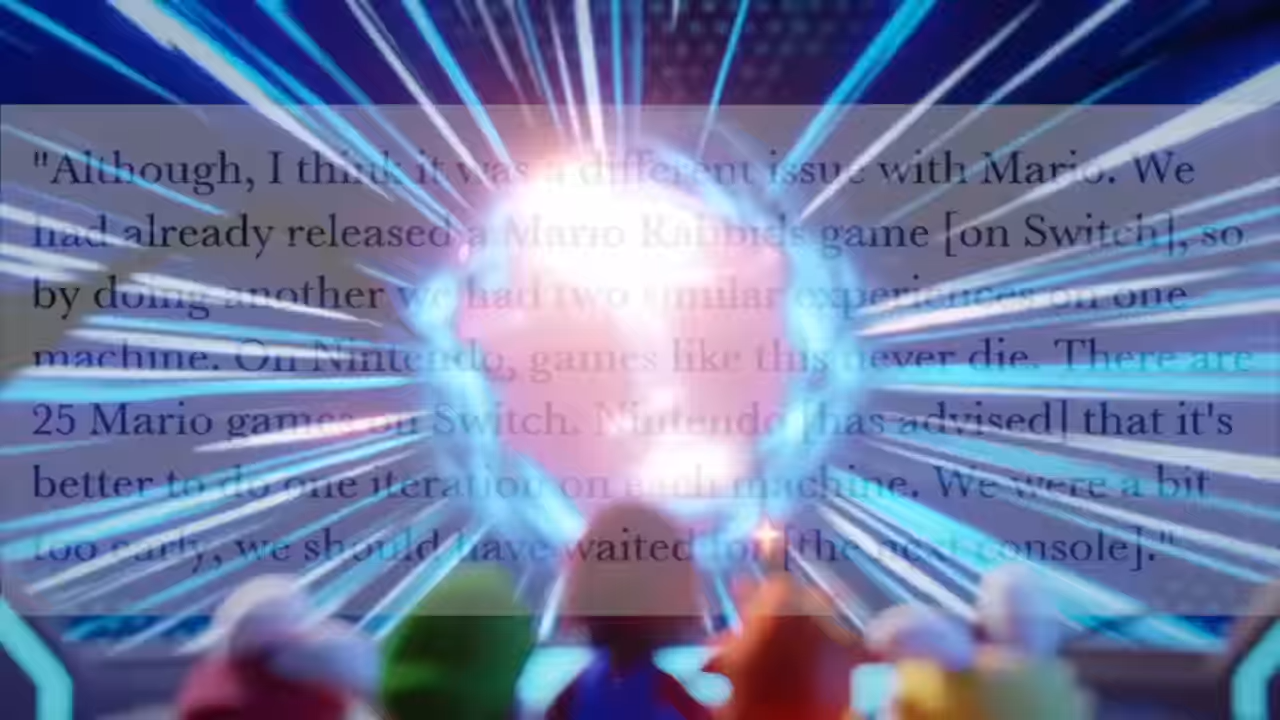 "Although, I think it was a different issue with Mario. We
had already released a Mario Rabbids game [on Switch], so
by doing another we had two similar experiences on one
machine. On Nintendo, games like this never die. There are
25 Mario games on Switch. Nintendo [has advised] that it's
better to do one iteration on each machine. We were a bit
too early, we should have waited for [the next console]."